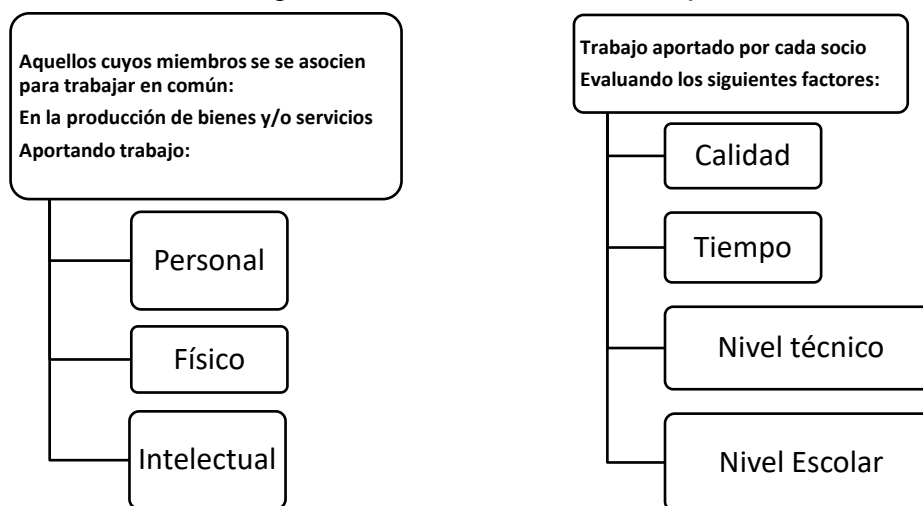 Aquellos cuyos miembros se se asocien
para trabajar en común:
En la producción de bienes y/o servicios
Aportando trabajo:
Personal
Físico
Intelectual
Trabajo aportado por cada socio
Evaluando los siguientes factores:
Calidad
Tiempo
Nivel técnico
Nivel Escolar